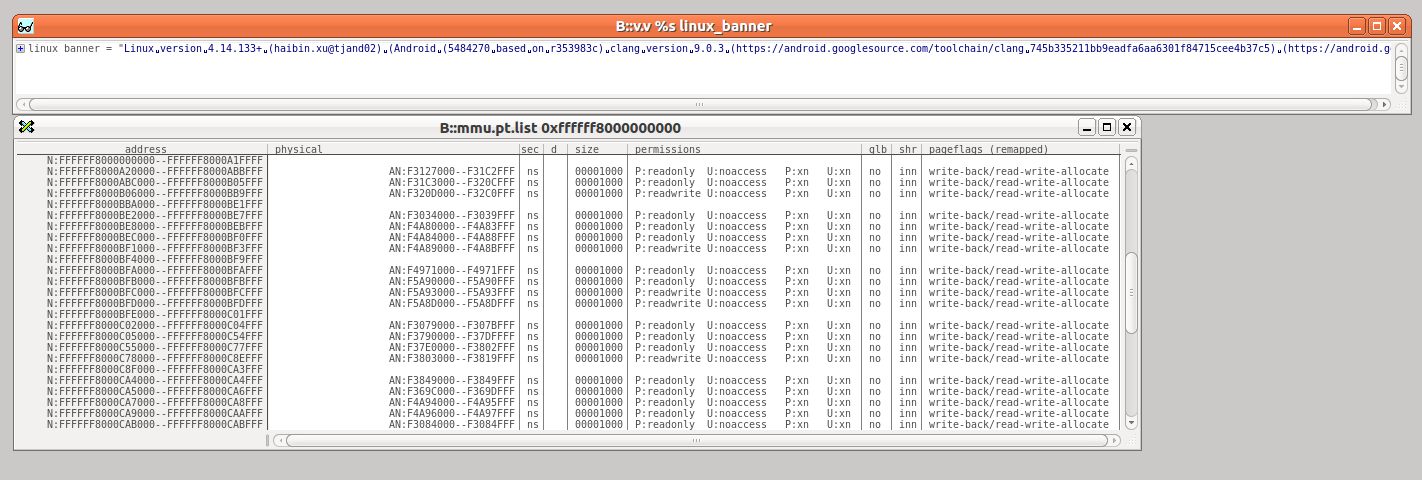 B::v.v %s linux_banner
linux banner = "Linux version 4.14.133+ (haibin.xu@tjand02) (Android (5484270 based on r353983c) clang version 9.0.3 (https://android.googlesource.com/toolchain/clang 745b335211bb9eadfa6aa6301f84715cee4b37c5) (https://android.g
B::mmu.pt.list 0xffffff8000000000
address physical sec d size permissions glb shr pageflags (remapped)
N:FFFFFF8000000000--FFFFFF8000A1FFFF
N:FFFFFF8000A20000--FFFFFF8000ABBFFF AN:F3127000--F31C2FFF ns 00001000 P:readonly U:noaccess P:xn U:xn no inn write-back/read-write-allocate
N:FFFFFF8000ABC000--FFFFFF8000B05FFF AN:F31C3000--F320CFFF ns 00001000 P:readonly U:noaccess P:xn U:xn no inn write-back/read-write-allocate
N:FFFFFF8000B06000--FFFFFF8000BB9FFF AN:F320D000--F32C0FFF ns 00001000 P:readwrite U:noaccess P:xn U:xn no inn write-back/read-write-allocate
N:FFFFFF8000BBA000--FFFFFF8000BE1FFF
N:FFFFFF8000BE2000--FFFFFF8000BE7FFF AN:F3034000--F3039FFF ns 00001000 P:readonly U:noaccess P:xn U:xn no inn write-back/read-write-allocate
N:FFFFFF8000BE8000--FFFFFF8000BEBFFF AN:F4A80000--F4A83FFF ns 00001000 P:readonly U:noaccess P:xn U:xn no inn write-back/read-write-allocate
N:FFFFFF8000BEC000--FFFFFF8000BF0FFF AN:F4A84000--F4A88FFF ns 00001000 P:readonly U:noaccess P:xn U:xn no inn write-back/read-write-allocate
N:FFFFFF8000BF1000--FFFFFF8000BF3FFF AN:F4A89000--F4A8BFFF ns 00001000 P:readwrite U:noaccess P:xn U:xn no inn write-back/read-write-allocate
N:FFFFFF8000BF4000--FFFFFF8000BF9FFF
N:FFFFFF8000BFA000--FFFFFF8000BFAFFF AN:F4971000--F4971FFF ns 00001000 P:readonly U:noaccess P:xn U:xn no inn write-back/read-write-allocate
N:FFFFFF8000BFB000--FFFFFF8000BFBFFF AN:F5A90000--F5A90FFF ns 00001000 P:readonly U:noaccess P:xn U:xn no inn write-back/read-write-allocate
N:FFFFFF8000BFC000--FFFFFF8000BFCFFF AN:F5A93000--F5A93FFF ns 00001000 P:readwrite U:noaccess P:xn U:xn no inn write-back/read-write-allocate
N:FFFFFF8000BFD000--FFFFFF8000BFDFFF AN:F5A8D000--F5A8DFFF ns 00001000 P:readwrite U:noaccess P:xn U:xn no inn write-back/read-write-allocate
N:FFFFFF8000BFE000--FFFFFF8000C01FFF
N:FFFFFF8000C02000--FFFFFF8000C04FFF AN:F3079000--F307BFFF ns 00001000 P:readonly U:noaccess P:xn U:xn no inn write-back/read-write-allocate
N:FFFFFF8000C05000--FFFFFF8000C54FFF AN:F3790000--F37DFFFF ns 00001000 P:readonly U:noaccess P:xn U:xn no inn write-back/read-write-allocate
N:FFFFFF8000C55000--FFFFFF8000C77FFF AN:F37E0000--F3802FFF ns 00001000 P:readonly U:noaccess P:xn U:xn no inn write-back/read-write-allocate
N:FFFFFF8000C78000--FFFFFF8000C8EFFF AN:F3803000--F3819FFF ns 00001000 P:readwrite U:noaccess P:xn U:xn no inn write-back/read-write-allocate
N:FFFFFF8000C8F000--FFFFFF8000CA3FFF
N:FFFFFF8000CA4000--FFFFFF8000CA4FFF AN:F3849000--F3849FFF ns 00001000 P:readonly U:noaccess P:xn U:xn no inn write-back/read-write-allocate
N:FFFFFF8000CA5000--FFFFFF8000CA6FFF AN:F369C000--F369DFFF ns 00001000 P:readonly U:noaccess P:xn U:xn no inn write-back/read-write-allocate
N:FFFFFF8000CA7000--FFFFFF8000CA8FFF AN:F4A94000--F4A95FFF ns 00001000 P:readonly U:noaccess P:xn U:xn no inn write-back/read-write-allocate
N:FFFFFF8000CA9000--FFFFFF8000CAAFFF AN:F4A96000--F4A97FFF ns 00001000 P:readonly U:noaccess P:xn U:xn no inn write-back/read-write-allocate
N:FFFFFF8000CAB000--FFFFFF8000CABFFF AN:F3084000--F3084FFF ns 00001000 P:readonly U:noaccess P:xn U:xn no inn write-back/read-write-allocate